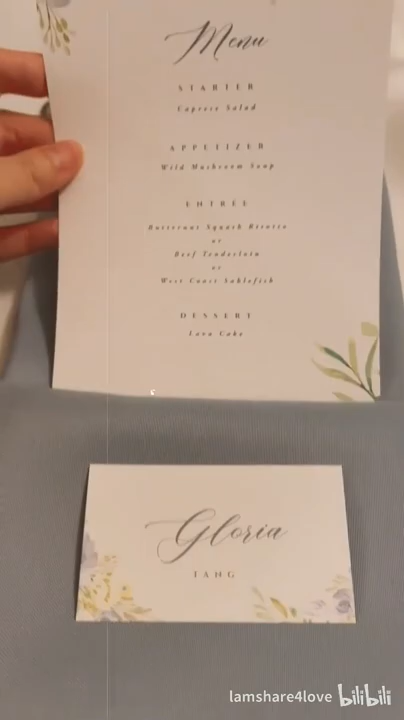 Menu
STARTER
Caprese Salad
APPETIZER
Wild Mushroom Soup
ENTRÉE
Butternut Squash Risotto
or
Beef Tenderloin
or
West Coast Sablefish
DESSERT
Lava Cake
Gloria
TANG
lamshare4love bilibili